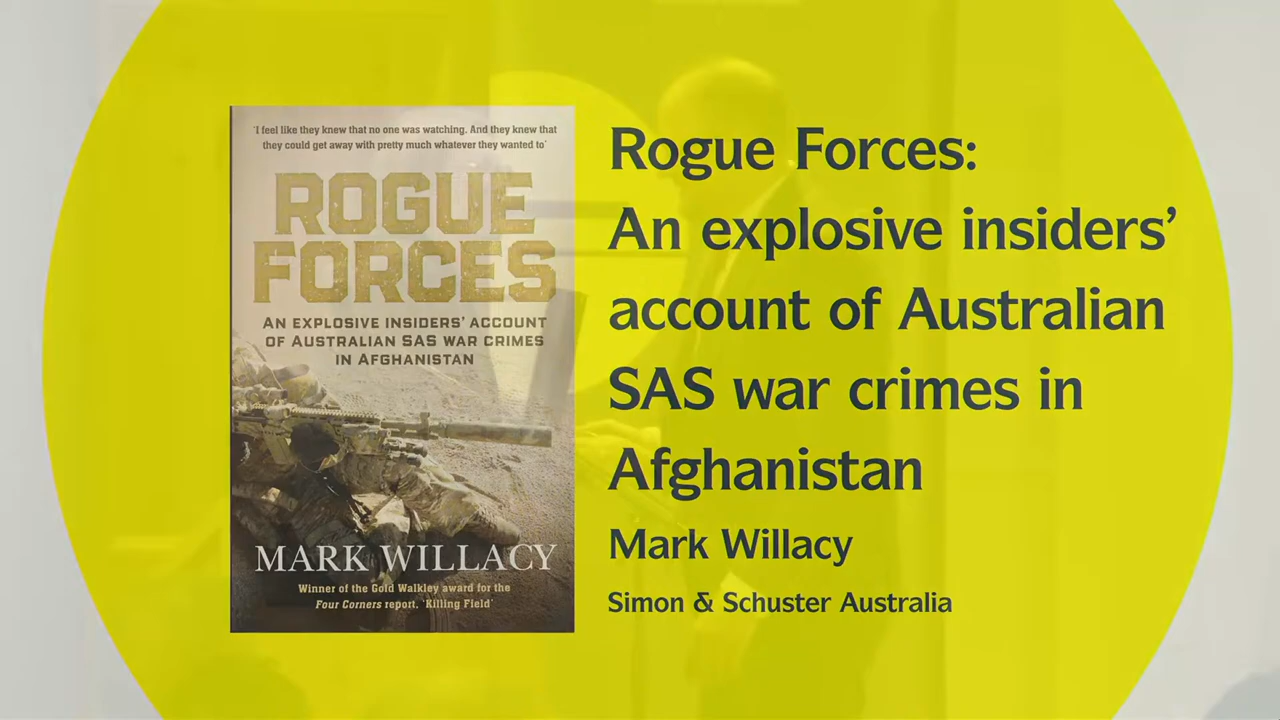 'I feel like they knew that no one was watching. And they knew that
they could get away with pretty much whatever they wanted to'
ROGUE
FORCES
AN EXPLOSIVE INSIDERS' ACCOUNT
OF AUSTRALIAN SAS WAR CRIMES
IN AFGHANISTAN
MARK WILLACY
Winner of the Gold Walkley award for the
Four Corners report, 'Killing Field'
Rogue Forces:
An explosive insiders'
account of Australian
SAS war crimes in
Afghanistan
Mark Willacy
Simon & Schuster Australia